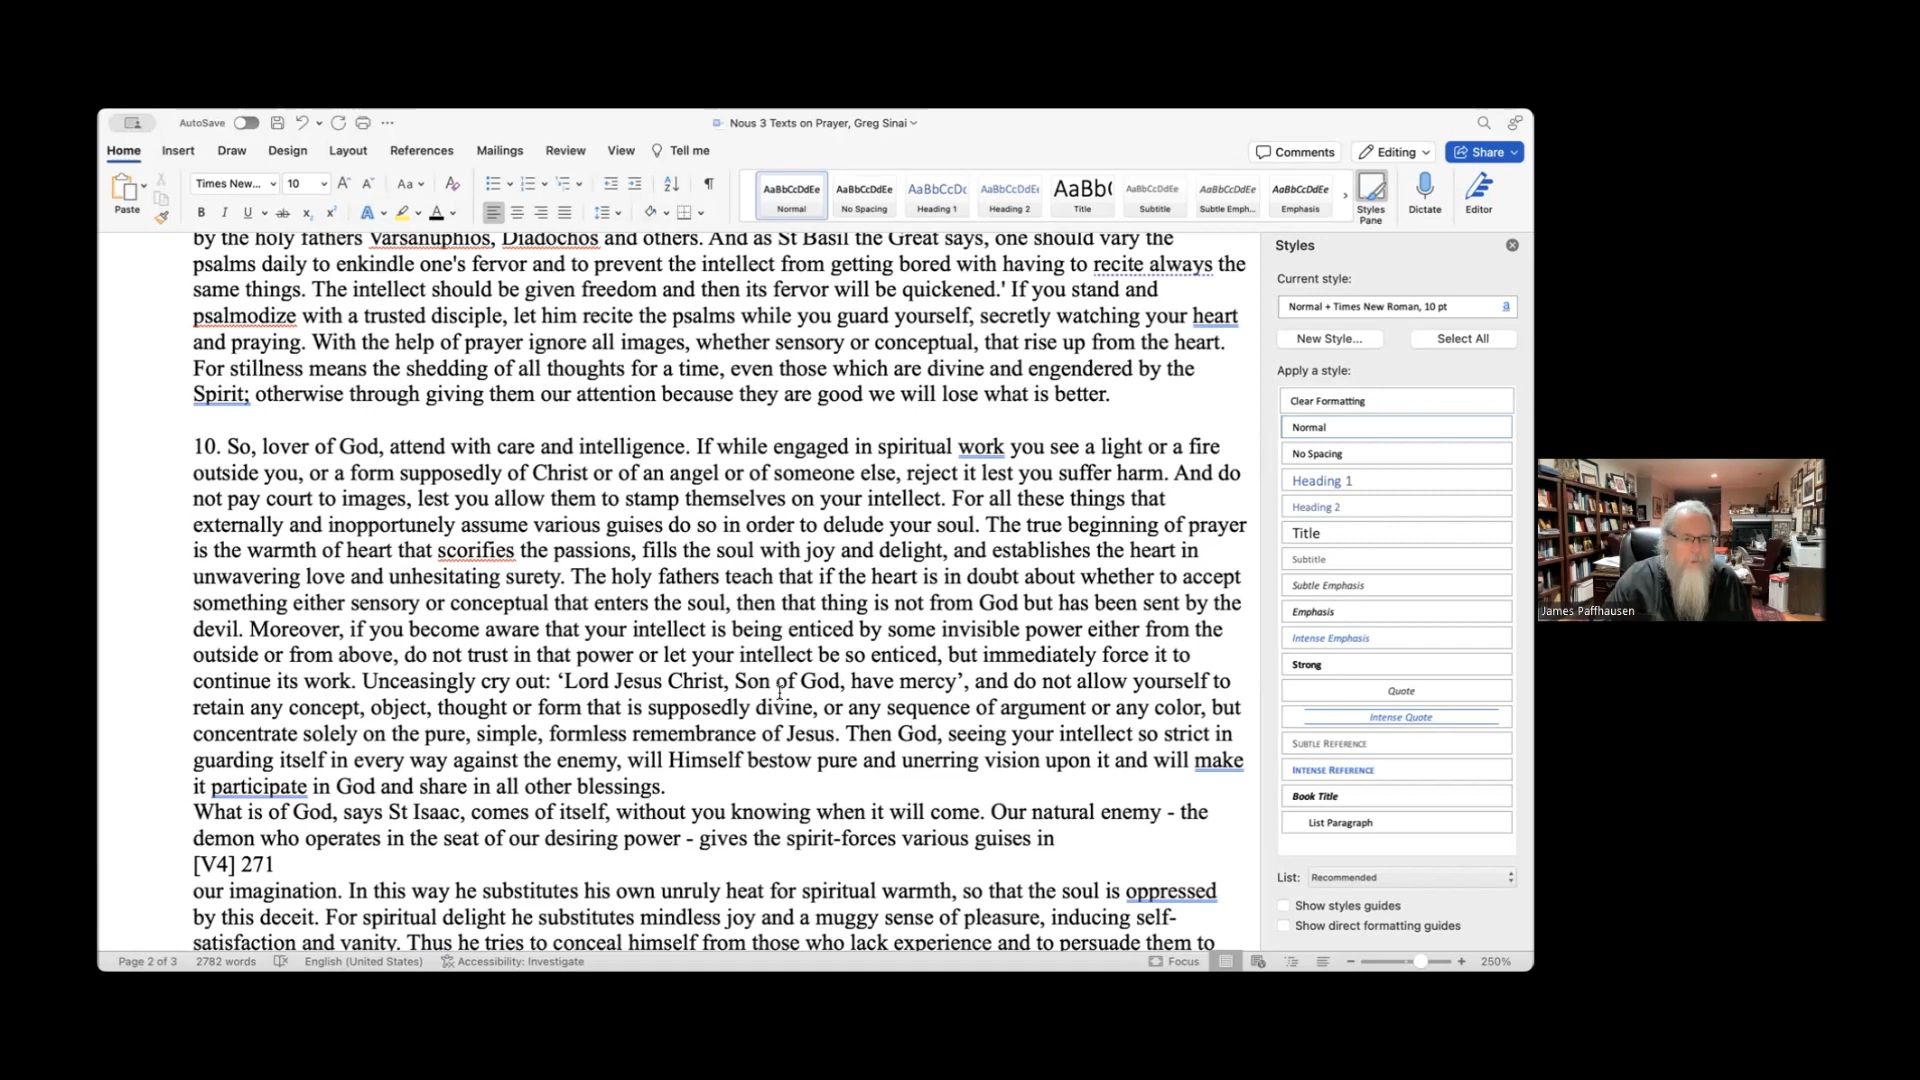 AutoSave
Nous 3 Texts on Prayer, Greg Sinai
Home Insert Draw Design Layout References Mailings Review View Tell me
Comments Editing Share
Paste
Times New... 10
Aa
B I U ab x₂ x² A A
AaBbCcDdEe Normal
AaBbCcDdEe No Spacing
AaBbCcDc Heading 1
AaBbCcDdEe Heading 2
AaBb( Title
AaBbCcDdEe Subtitle
AaBbCcDdEe Subtle Emph...
AaBbCcDdEe Emphasis
Styles Pane
Dictate
Editor
by the holy fathers Varsanuphios, Diadochos and others. And as St Basil the Great says, one should vary the
psalms daily to enkindle one's fervor and to prevent the intellect from getting bored with having to recite always the
same things. The intellect should be given freedom and then its fervor will be quickened.' If you stand and
psalmodize with a trusted disciple, let him recite the psalms while you guard yourself, secretly watching your heart
and praying. With the help of prayer ignore all images, whether sensory or conceptual, that rise up from the heart.
For stillness means the shedding of all thoughts for a time, even those which are divine and engendered by the
Spirit; otherwise through giving them our attention because they are good we will lose what is better.
10. So, lover of God, attend with care and intelligence. If while engaged in spiritual work you see a light or a fire
outside you, or a form supposedly of Christ or of an angel or of someone else, reject it lest you suffer harm. And do
not pay court to images, lest you allow them to stamp themselves on your intellect. For all these things that
externally and inopportunely assume various guises do so in order to delude your soul. The true beginning of prayer
is the warmth of heart that scorifies the passions, fills the soul with joy and delight, and establishes the heart in
unwavering love and unhesitating surety. The holy fathers teach that if the heart is in doubt about whether to accept
something either sensory or conceptual that enters the soul, then that thing is not from God but has been sent by the
devil. Moreover, if you become aware that your intellect is being enticed by some invisible power either from the
outside or from above, do not trust in that power or let your intellect be so enticed, but immediately force it to
continue its work. Unceasingly cry out: ‘Lord Jesus Christ, Son of God, have mercy’, and do not allow yourself to
retain any concept, object, thought or form that is supposedly divine, or any sequence of argument or any color, but
concentrate solely on the pure, simple, formless remembrance of Jesus. Then God, seeing your intellect so strict in
guarding itself in every way against the enemy, will Himself bestow pure and unerring vision upon it and will make
it participate in God and share in all other blessings.
What is of God, says St Isaac, comes of itself, without you knowing when it will come. Our natural enemy - the
demon who operates in the seat of our desiring power - gives the spirit-forces various guises in
[V4] 271
our imagination. In this way he substitutes his own unruly heat for spiritual warmth, so that the soul is oppressed
by this deceit. For spiritual delight he substitutes mindless joy and a muggy sense of pleasure, inducing self-
satisfaction and vanity. Thus he tries to conceal himself from those who lack experience and to persuade them to
Styles
Current style:
Normal + Times New Roman, 10 pt a
New Style... Select All
Apply a style:
Clear Formatting
Normal
No Spacing
Heading 1
Heading 2
Title
Subtitle
Subtle Emphasis
Emphasis
Intense Emphasis
Strong
Quote
Intense Quote
SUBTLE REFERENCE
INTENSE REFERENCE
Book Title
List Paragraph
List: Recommended
Show styles guides
Show direct formatting guides
Page 2 of 3 2782 words English (United States) Accessibility: Investigate
Focus 250%
James Paffhausen